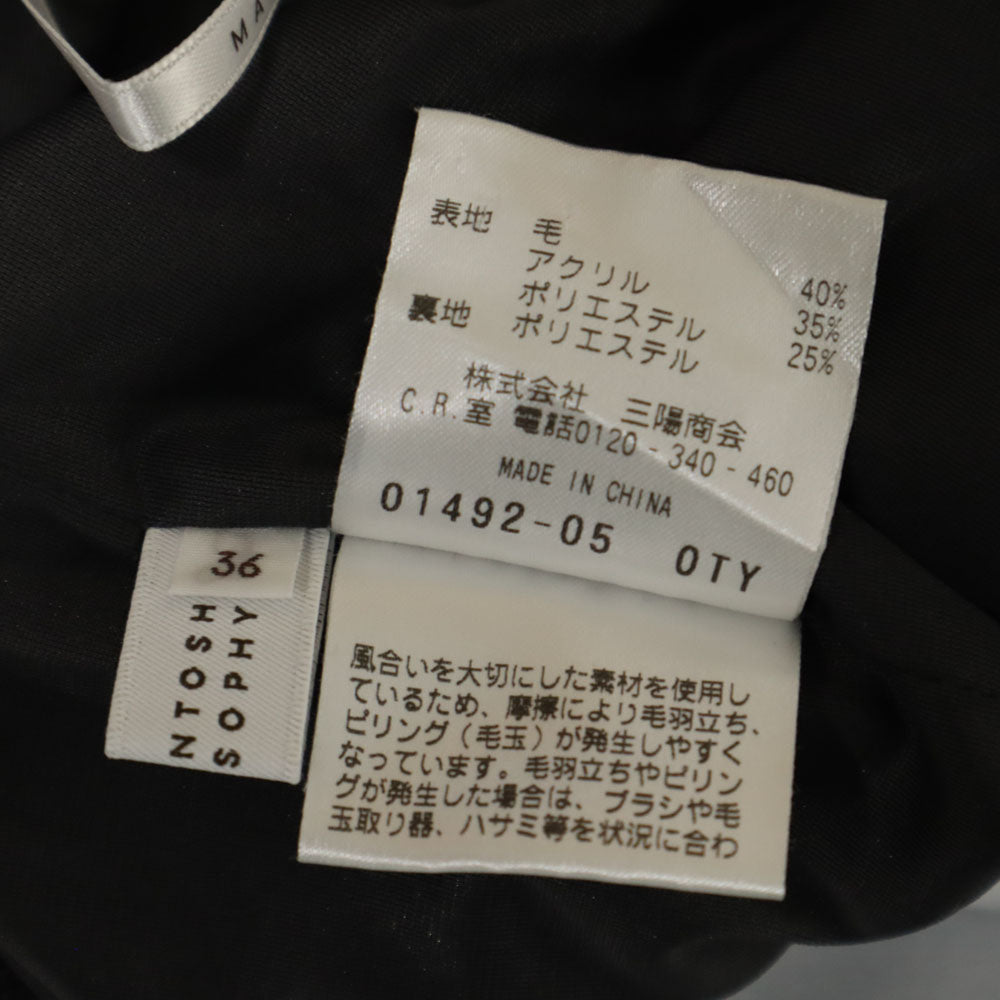 MA
表地 毛 40%
アクリル 35%
ポリエステル 25%
裏地 ポリエステル
株式会社 三陽商会
C.R.室 電話0120-340-460
MADE IN CHINA
01492-05 0TY
36
NTOSH
SOPHY
風合いを大切にした素材を使用し
ているため、摩擦により毛羽立ち、
ピリング(毛玉)が発生しやすく
なっています。毛羽立ちやピリン
グが発生した場合は、ブラシや毛
玉取り器、ハサミ等を状況に合わ